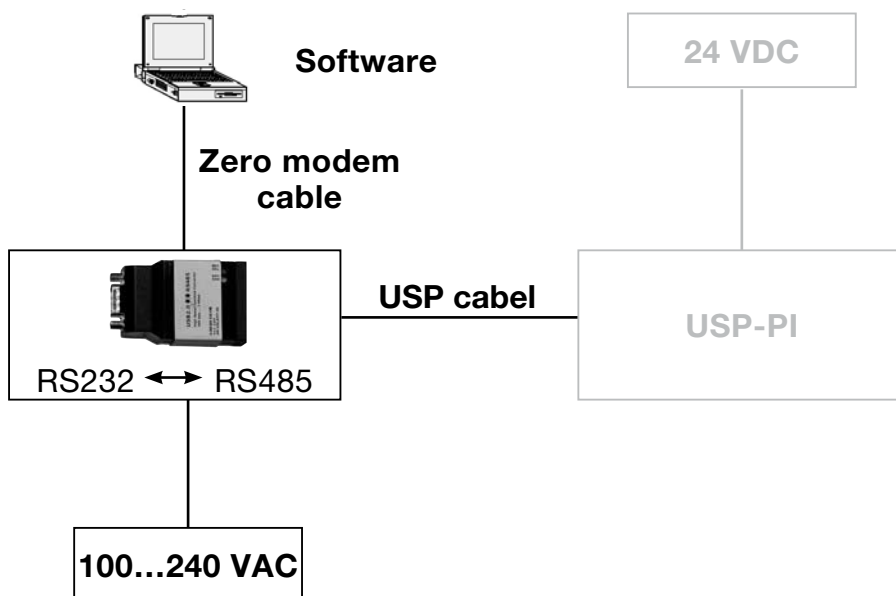 Software
24 VDC
Zero modem
cable
USP cabel
USP-PI
RS232
RS485
100...240 VAC